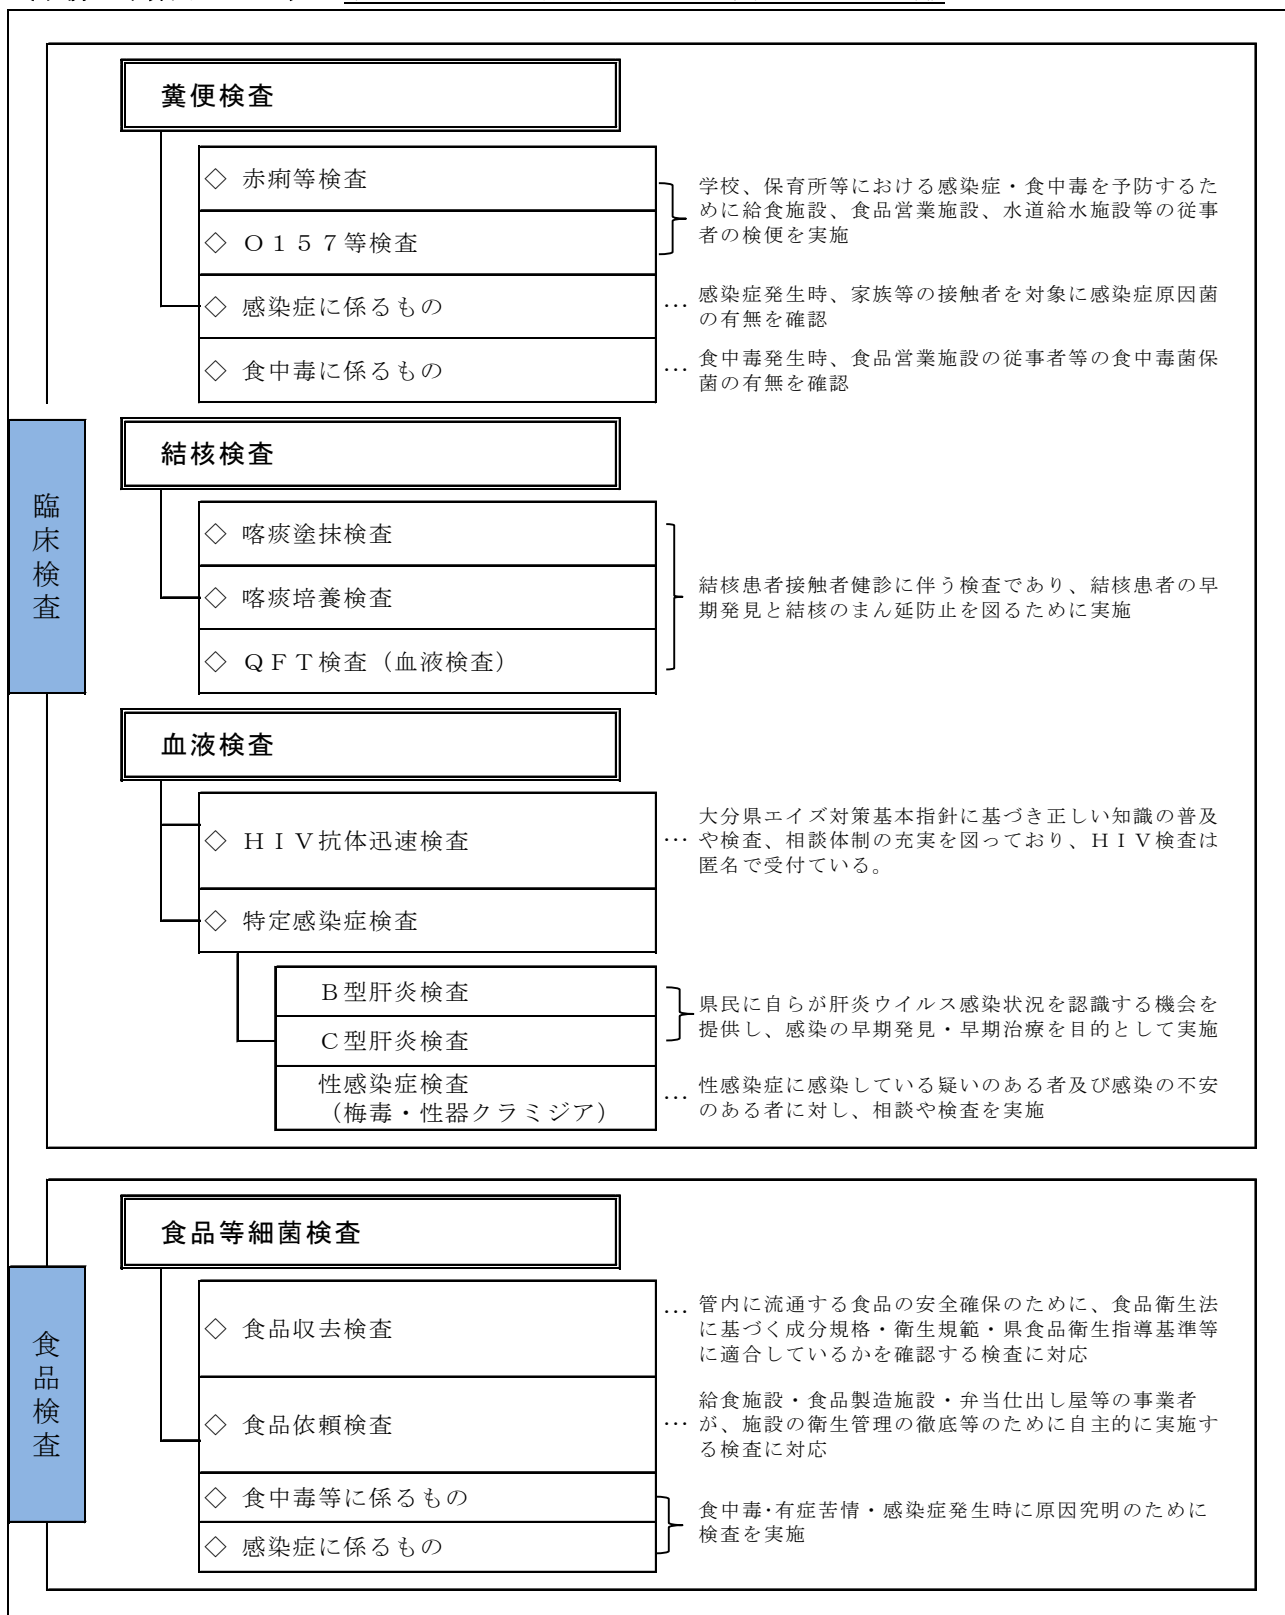 糞便検査
◇ 赤痢等検査
◇ Ｏ１５７等検査
学校、保育所等における感染症・食中毒を予防するた
めに給食施設、食品営業施設、水道給水施設等の従事
者の検便を実施
◇ 感染症に係るもの
… 感染症発生時、家族等の接触者を対象に感染症原因菌
の有無を確認
◇ 食中毒に係るもの
… 食中毒発生時、食品営業施設の従事者等の食中毒菌保
菌の有無を確認
臨床検査
結核検査
◇ 喀痰塗抹検査
◇ 喀痰培養検査
◇ ＱＦＴ検査（血液検査）
結核患者接触者健診に伴う検査であり、結核患者の早
期発見と結核のまん延防止を図るために実施
血液検査
◇ ＨＩＶ抗体迅速検査
大分県エイズ対策基本指針に基づき正しい知識の普及
… や検査、相談体制の充実を図っており、ＨＩＶ検査は
匿名で受付ている。
◇ 特定感染症検査
Ｂ型肝炎検査
Ｃ型肝炎検査
県民に自らが肝炎ウイルス感染状況を認識する機会を
提供し、感染の早期発見・早期治療を目的として実施
性感染症検査
（梅毒・性器クラミジア）
… 性感染症に感染している疑いのある者及び感染の不安
のある者に対し、相談や検査を実施
食品検査
食品等細菌検査
◇ 食品収去検査
… 管内に流通する食品の安全確保のために、食品衛生法
に基づく成分規格・衛生規範・県食品衛生指導基準等
に適合しているかを確認する検査に対応
◇ 食品依頼検査
給食施設・食品製造施設・弁当仕出し屋等の事業者
… が、施設の衛生管理の徹底等のために自主的に実施す
る検査に対応
◇ 食中毒等に係るもの
◇ 感染症に係るもの
食中毒・有症苦情・感染症発生時に原因究明のために
検査を実施